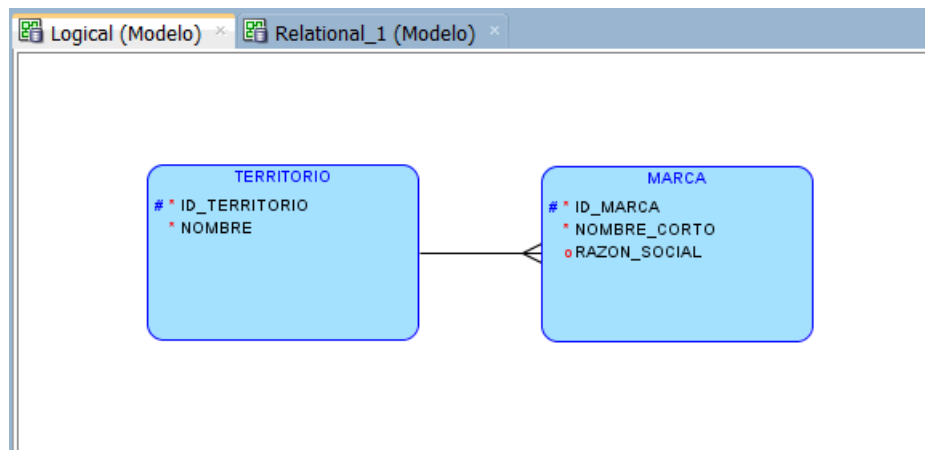 Logical (Modelo) × Relational_1 (Modelo) ×
TERRITORIO
# * ID_TERRITORIO
* NOMBRE
MARCA
# * ID_MARCA
* NOMBRE_CORTO
o RAZON_SOCIAL